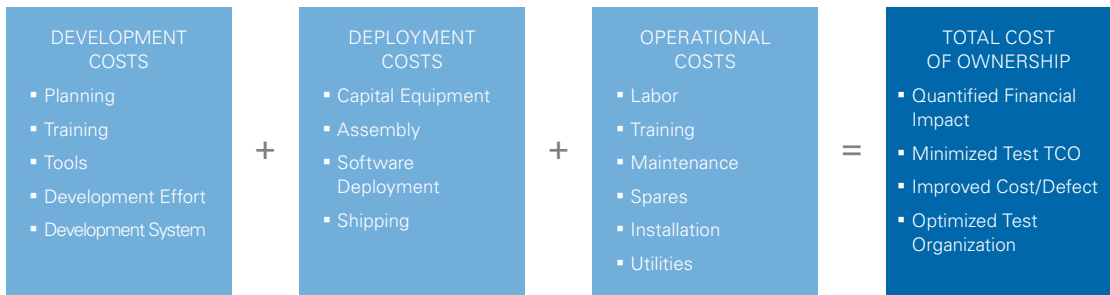 DEVELOPMENT
COSTS
▪ Planning
▪ Training
▪ Tools
▪ Development Effort
▪ Development System
+
DEPLOYMENT
COSTS
▪ Capital Equipment
▪ Assembly
▪ Software
Deployment
▪ Shipping
+
OPERATIONAL
COSTS
▪ Labor
▪ Training
▪ Maintenance
▪ Spares
▪ Installation
▪ Utilities
=
TOTAL COST
OF OWNERSHIP
▪ Quantified Financial
Impact
▪ Minimized Test TCO
▪ Improved Cost/Defect
▪ Optimized Test
Organization